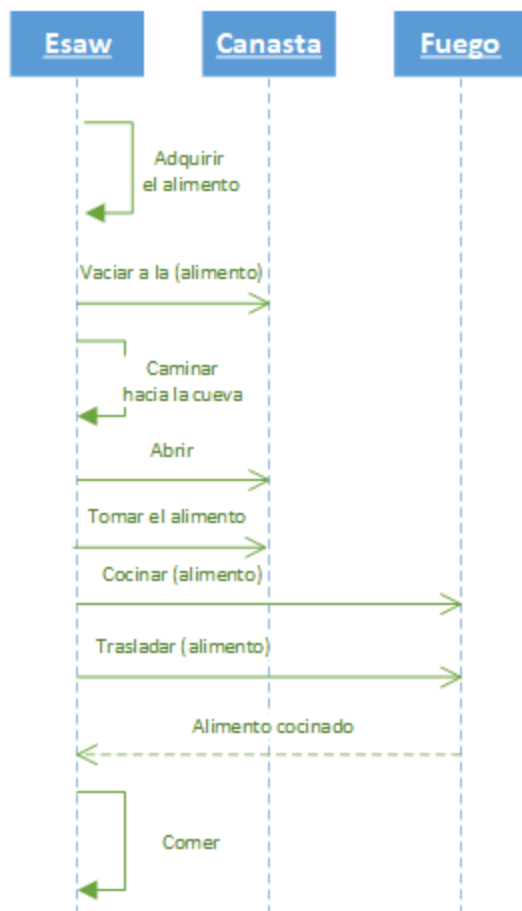 Esaw
Canasta
Fuego
Adquirir
el alimento
Vaciar a la (alimento)
Caminar
hacia la cueva
Abrir
Tomar el alimento
Cocinar (alimento)
Trasladar (alimento)
Alimento cocinado
Comer